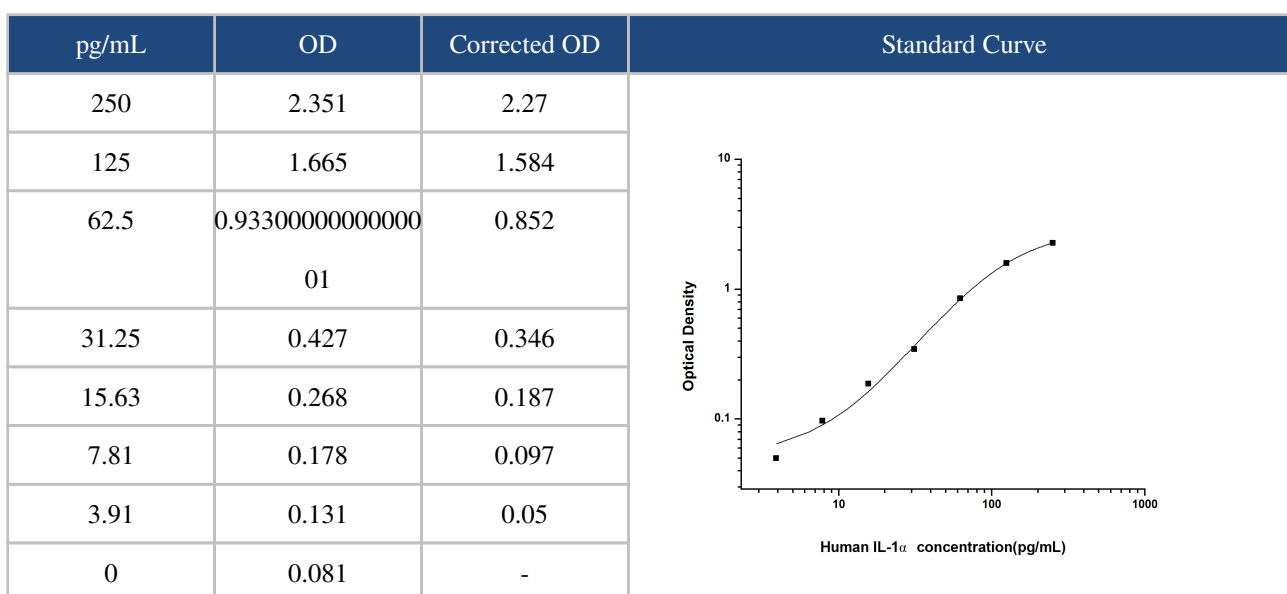 pg/mL OD Corrected OD Standard Curve
250 2.351 2.27
125 1.665 1.584
62.5 0.93300000000000 0.852
01
31.25 0.427 0.346
15.63 0.268 0.187
7.81 0.178 0.097
3.91 0.131 0.05
0 0.081 -
10
1
0.1
Optical Density
10 100 1000
Human IL-1α concentration(pg/mL)